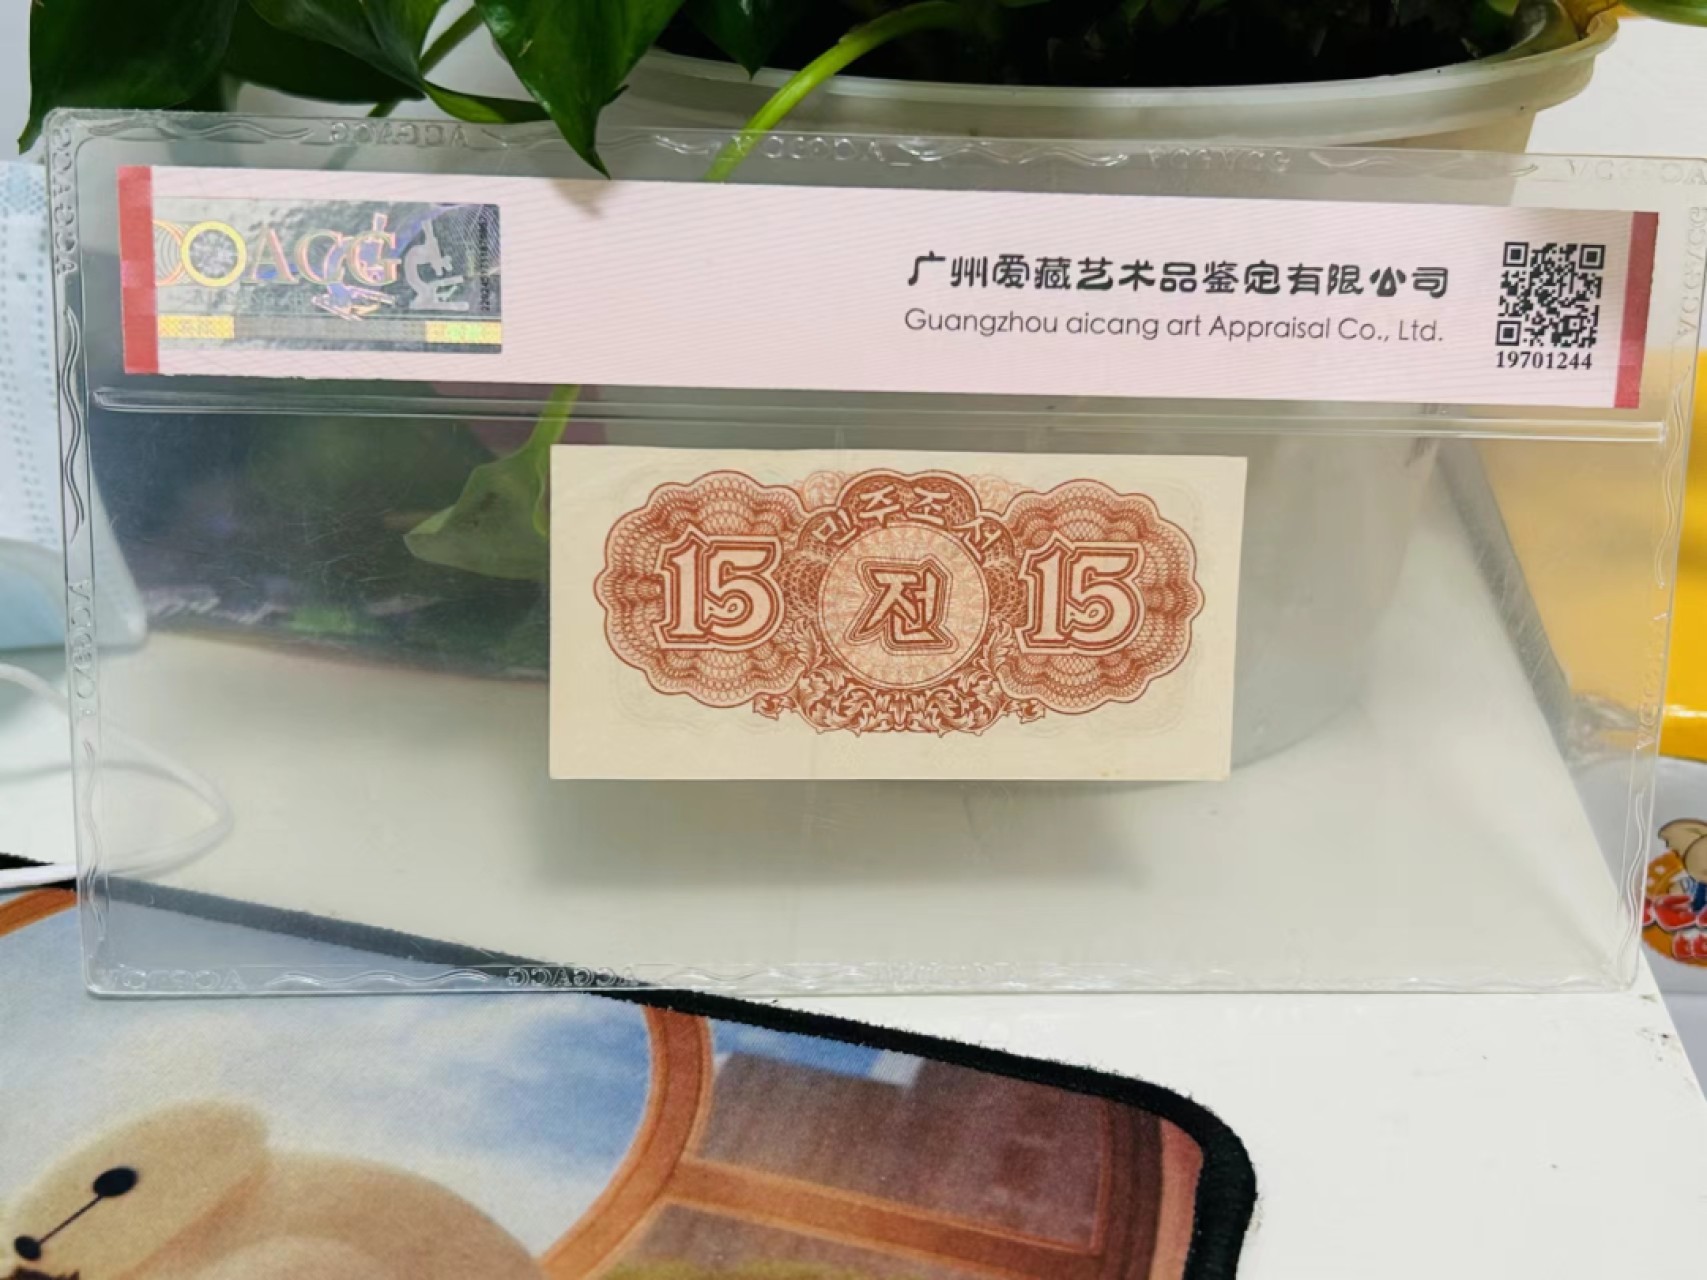 ACG
广州爱藏艺术品鉴定有限公司
Guangzhou aicang art Appraisal Co., Ltd.
19701244
민주조선
15 전 15